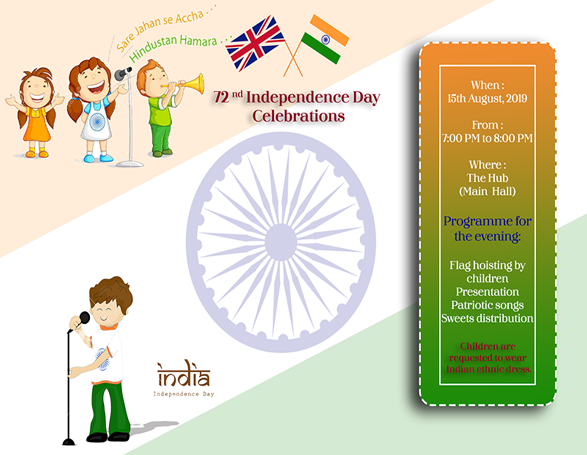 Sare Jahan se Accha . . .
Hindustan Hamara . . .
72 nd Independence Day
Celebrations
When :
15th August, 2019
From :
7:00 PM to 8:00 PM
Where :
The Hub
(Main Hall)
Programme for
the evening:
Flag hoisting by
children
Presentation
Patriotic songs
Sweets distribution
Children are
requested to wear
Indian ethnic dress
india
Independence Day